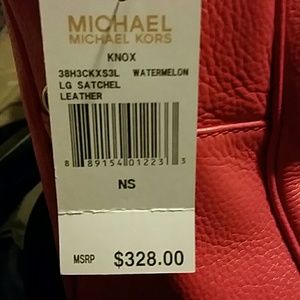 MICHAEL
MICHAEL KORS
KNOX
38H3CKXS3L WATERMELON
LG SATCHEL
LEATHER
8 89154 01223 3
NS
MSRP $328.00